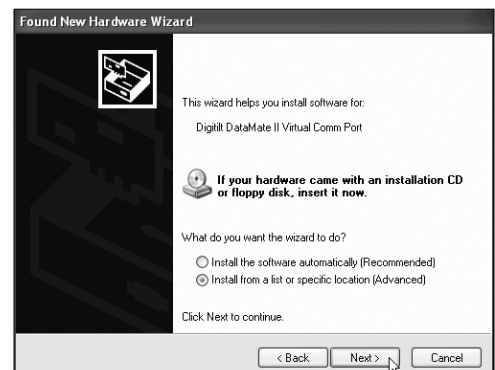 Found New Hardware Wizard
This wizard helps you install software for:
Digitilt DataMate II Virtual Comm Port
If your hardware came with an installation CD
or floppy disk, insert it now.
What do you want the wizard to do?
Install the software automatically (Recommended)
Install from a list or specific location (Advanced)
Click Next to continue.
< Back
Next >
Cancel